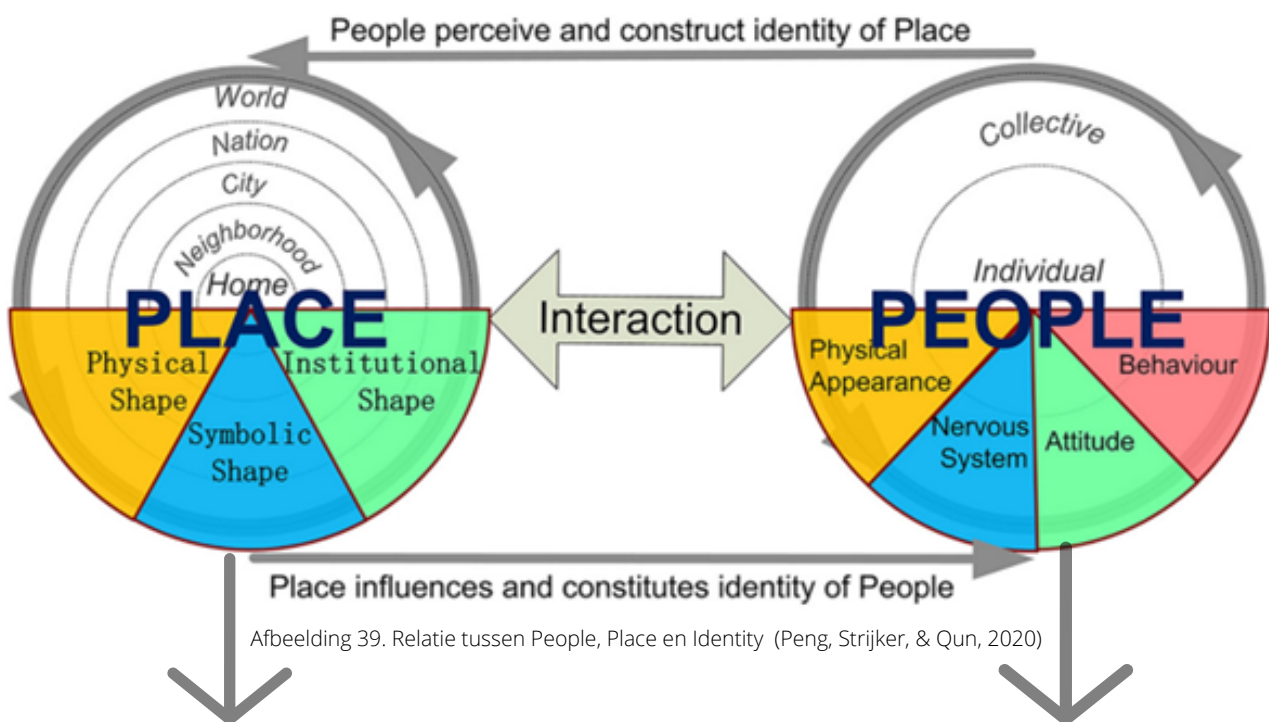 People perceive and construct identity of Place
World
Nation
City
Neighborhood
Home
PLACE
Physical
Shape
Symbolic
Shape
Institutional
Shape
Interaction
Collective
Individual
PEOPLE
Physical
Appearance
Nervous
System
Attitude
Behaviour
Place influences and constitutes identity of People
Afbeelding 39. Relatie tussen People, Place en Identity (Peng, Strijker, & Qun, 2020)